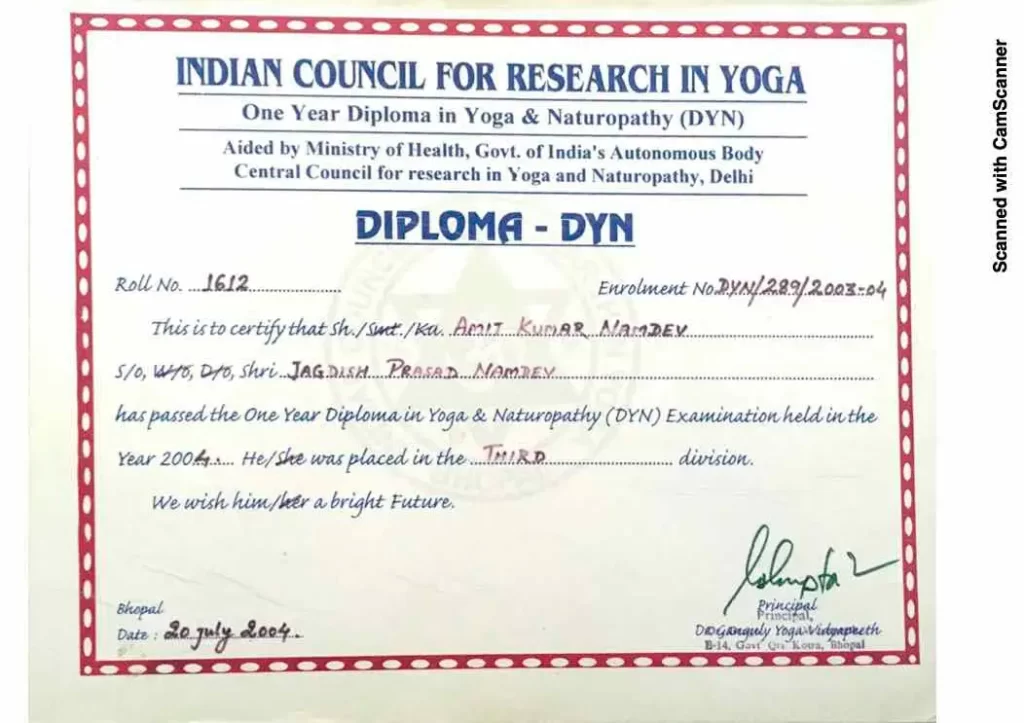 INDIAN COUNCIL FOR RESEARCH IN YOGA
One Year Diploma in Yoga & Naturopathy (DYN)
Aided by Ministry of Health, Govt. of India's Autonomous Body
Central Council for research in Yoga and Naturopathy, Delhi
DIPLOMA - DYN
Roll No. ...1612.................... Enrolment No.DYN/289/2003-04
This is to certify that Sh./Smt./Ku. AMIT KUMAR NAMDEV
S/o, W/o, D/o, Shri. JAGDISH PRASAD NAMDEV
has passed the One Year Diploma in Yoga & Naturopathy (DYN) Examination held in the
Year 2004.... He/She was placed in the ..THIRD...................... division.
We wish him/her a bright Future.
Bhopal
Date : 20 july 2004.
Principal
Principal,
Ganguly Yoga Vidyapeeth
E-14, Govt Qrs Kotra, Bhopal
Scanned with CamScanner